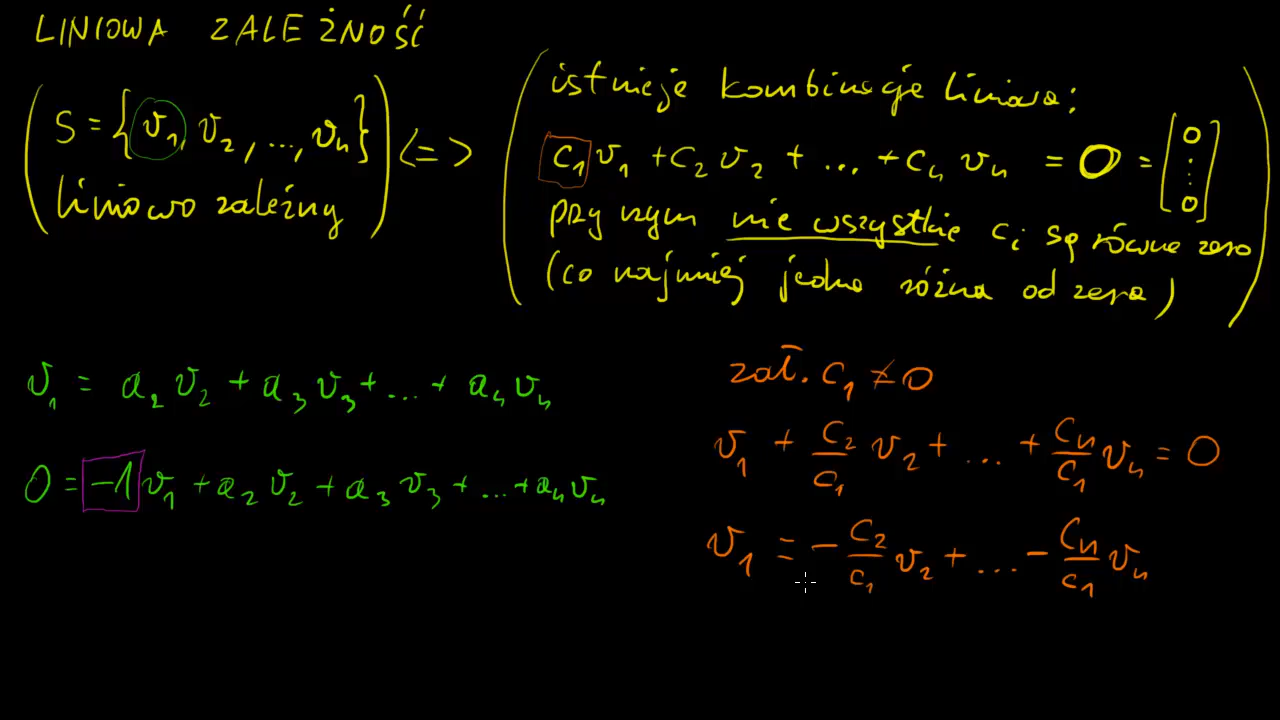 LINIOWA ZALEŻNOŚĆ
S = {v₁, v₂, ..., vₙ}
liniowo zależny
<=>
istnieje kombinacja liniowa:
c₁v₁ + c₂v₂ + ... + cₙvₙ = 0 = [0 ⋮ 0]
przy czym nie wszystkie cᵢ są równe zero
(co najmniej jedna różna od zera)
v₁ = a₂v₂ + a₃v₃ + ... + aₙvₙ
0 = -1v₁ + a₂v₂ + a₃v₃ + ... + aₙvₙ
zał. c₁ ≠ 0
v₁ + c₂/c₁ v₂ + ... + cₙ/c₁ vₙ = 0
v₁ = - c₂/c₁ v₂ + ... - cₙ/c₁ vₙ